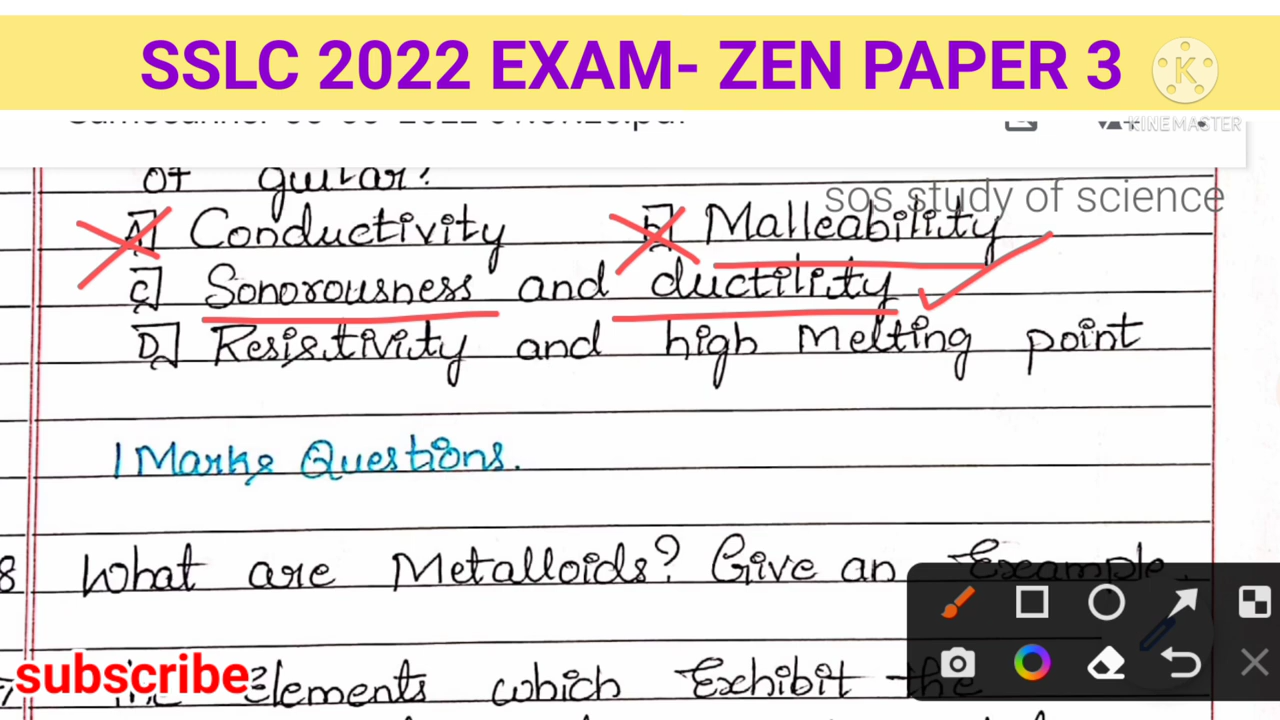 SSLC 2022 EXAM- ZEN PAPER 3
K
KINEMASTER
of guitar?
sos study of science
A] Conductivity b] Malleability
C] Sonorousness and ductility
D] Resistivity and high melting point
1 Marks Questions.
8 What are Metalloids? Give an Example.
subscribe
Elements which Exhibit the